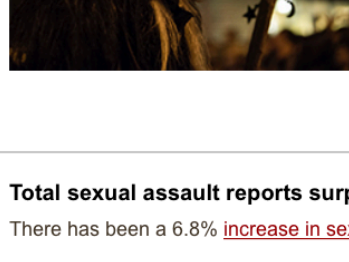 Total sexual assault reports
There has been a 6.8% increase in